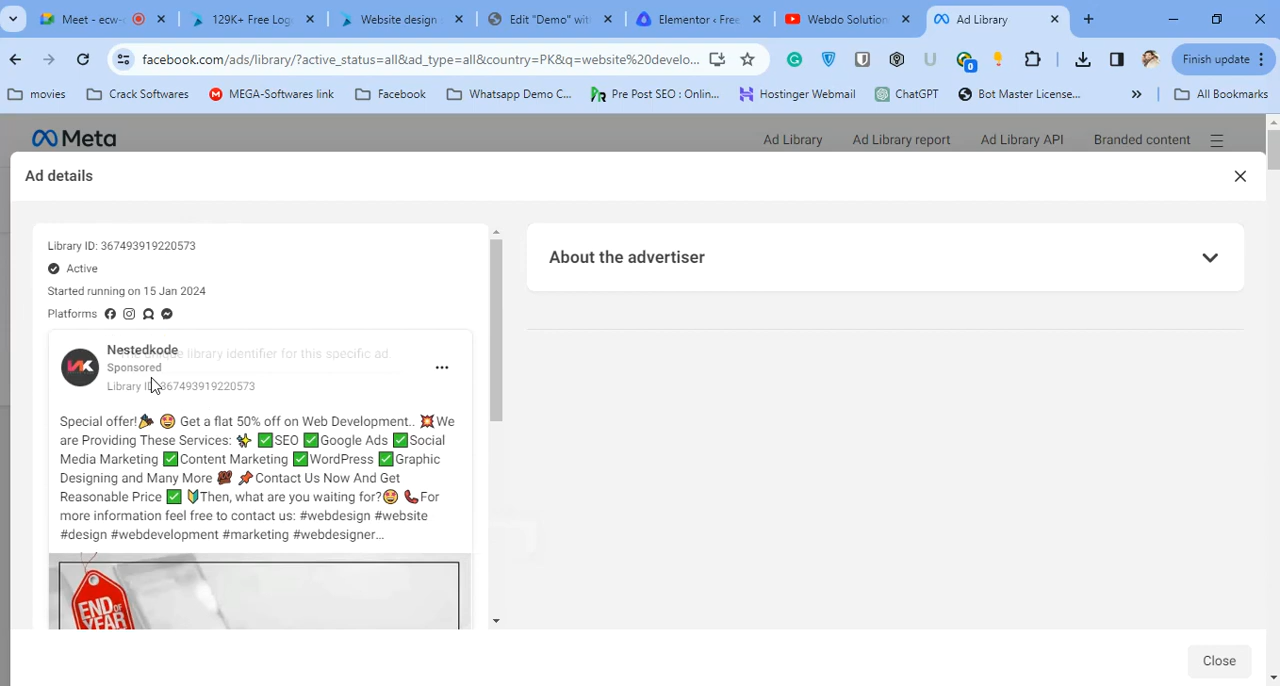 Meet - ecw-
129K+ Free Log
Website design
Edit "Demo" wit
Elementor ‹ Fre
Webdo Solution
Ad Library
facebook.com/ads/library/?active_status=all&ad_type=all&country=PK&q=website%20develo...
Finish update
movies
Crack Softwares
MEGA-Softwares link
Facebook
Whatsapp Demo C...
Pre Post SEO : Onlin...
Hostinger Webmail
ChatGPT
Bot Master License...
»
All Bookmarks
Meta
Ad Library
Ad Library report
Ad Library API
Branded content
Ad details
Library ID: 367493919220573
Active
Started running on 15 Jan 2024
Platforms
Nestedkode
The unique library identifier for this specific ad.
Sponsored
Library ID: 367493919220573
Special offer!🎉 🤩 Get a flat 50% off on Web Development.. 💥We
are Providing These Services: ✨ ✅SEO ✅Google Ads ✅Social
Media Marketing ✅Content Marketing ✅WordPress ✅Graphic
Designing and Many More 💯 📌Contact Us Now And Get
Reasonable Price ✅ 🔰Then, what are you waiting for?🤩 📞For
more information feel free to contact us: #webdesign #website
#design #webdevelopment #marketing #webdesigner...
END OF
YEAR
About the advertiser
Close